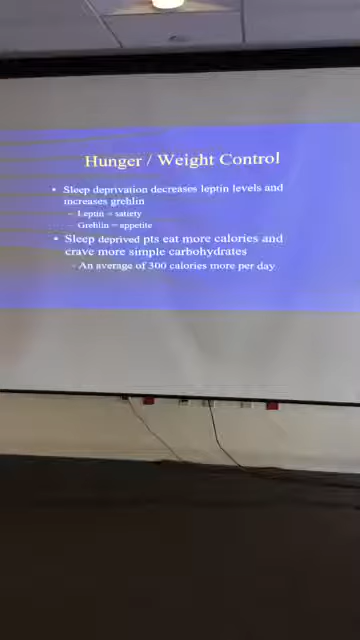 Hunger / Weight Control
• Sleep deprivation decreases leptin levels and
increases grehlin
– Leptin = satiety
– Grehlin = appetite
• Sleep deprived pts eat more calories and
crave more simple carbohydrates
– An average of 300 calories more per day